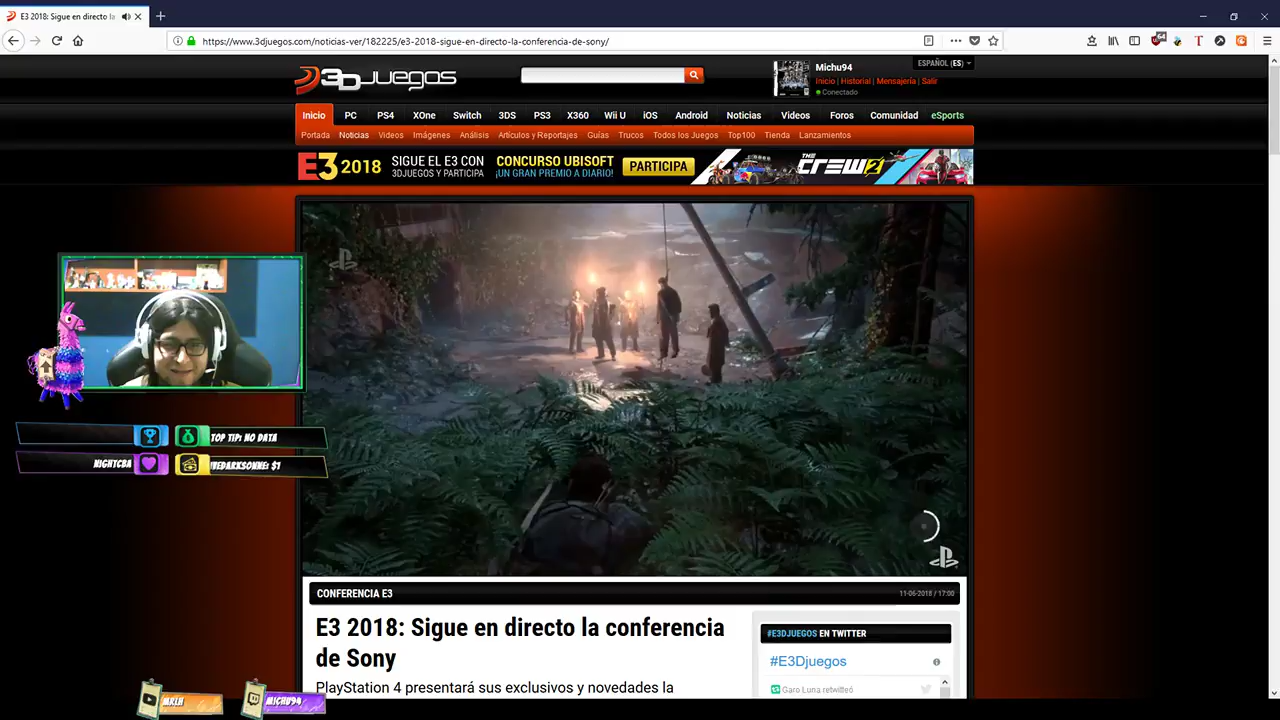 E3 2018: Sigue en directo la
https://www.3djuegos.com/noticias-ver/182225/e3-2018-sigue-en-directo-la-conferencia-de-sony/
3DJuegos
Michu94
ESPAÑOL (ES)
Inicio | Historial | Mensajería | Salir
Conectado
Inicio PC PS4 XOne Switch 3DS PS3 X360 Wii U iOS Android Noticias Videos Foros Comunidad eSports
Portada Noticias Videos Imágenes Análisis Artículos y Reportajes Guías Trucos Todos los Juegos Top100 Tienda Lanzamientos
E3 2018 SIGUE EL E3 CON 3DJUEGOS Y PARTICIPA
CONCURSO UBISOFT ¡UN GRAN PREMIO A DIARIO!
PARTICIPA
THE CREW 2
TOP TIP: NO DATA
NIGHTCBA
VEDARKSONNE: $1
CONFERENCIA E3
11-06-2018 / 17:00
E3 2018: Sigue en directo la conferencia
de Sony
PlayStation 4 presentará sus exclusivos y novedades la
#E3DJUEGOS EN TWITTER
#E3Djuegos
Garo Luna retwitteó
MKLH
MICHU94